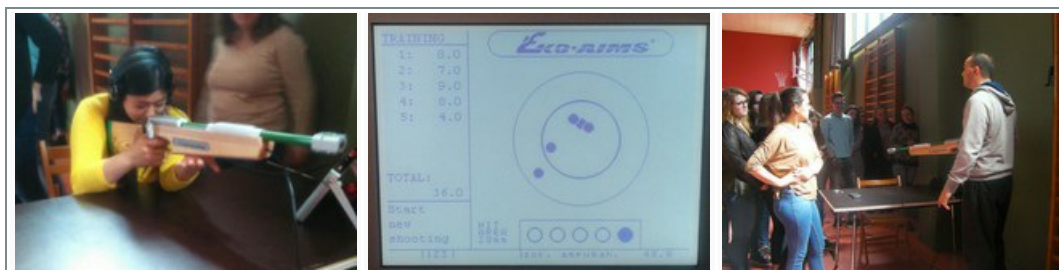 TRAINING
EKO-AIMS
1: 8.0
2: 7.0
3: 9.0
4: 8.0
5: 4.0
TOTAL:
36.0
Start
new
shooting